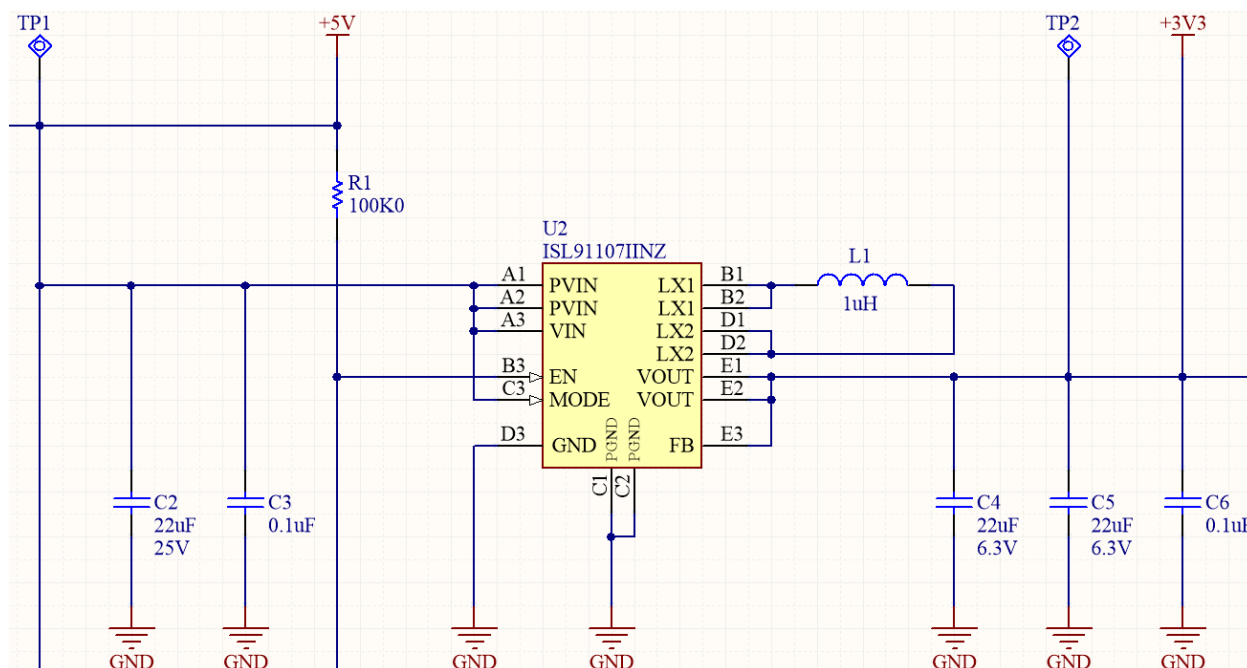 TP1
+5V
TP2
+3V3
R1
100K0
U2
ISL91107IINZ
L1
1uH
A1
PVIN
LX1
B1
A2
PVIN
LX1
B2
A3
VIN
LX2
D1
LX2
D2
B3
EN
VOUT
E1
C3
MODE
VOUT
E2
D3
GND
PGND
PGND
FB
E3
C1
C2
C2
22uF
25V
C3
0.1uF
C4
22uF
6.3V
C5
22uF
6.3V
C6
0.1uF
GND
GND
GND
GND
GND
GND
GND